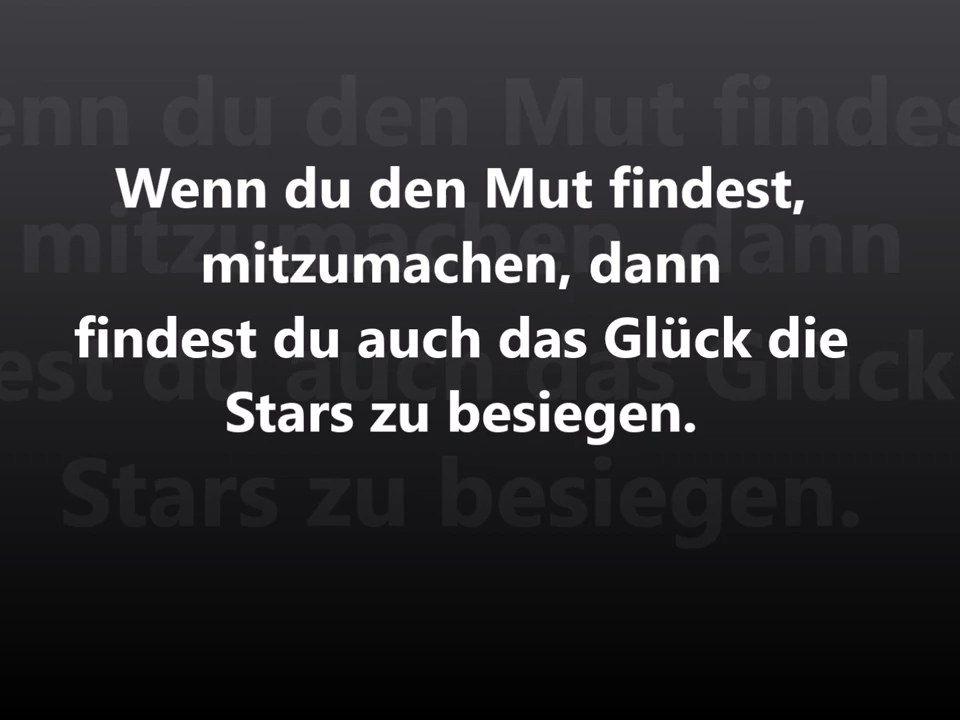 Wenn du den Mut findest,
mitzumachen, dann
findest du auch das Glück die
Stars zu besiegen.